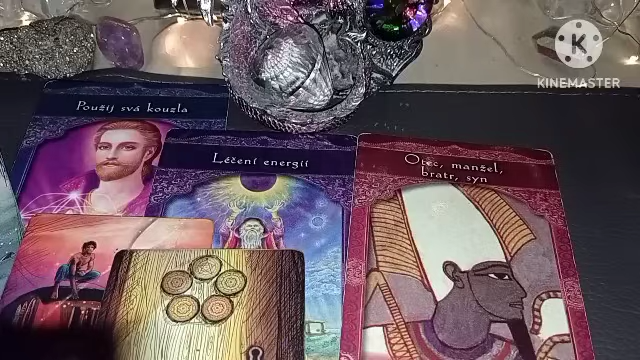 KINEMASTER
Použij svá kouzla
Léčení energií
Otec, manžel,
bratr, syn